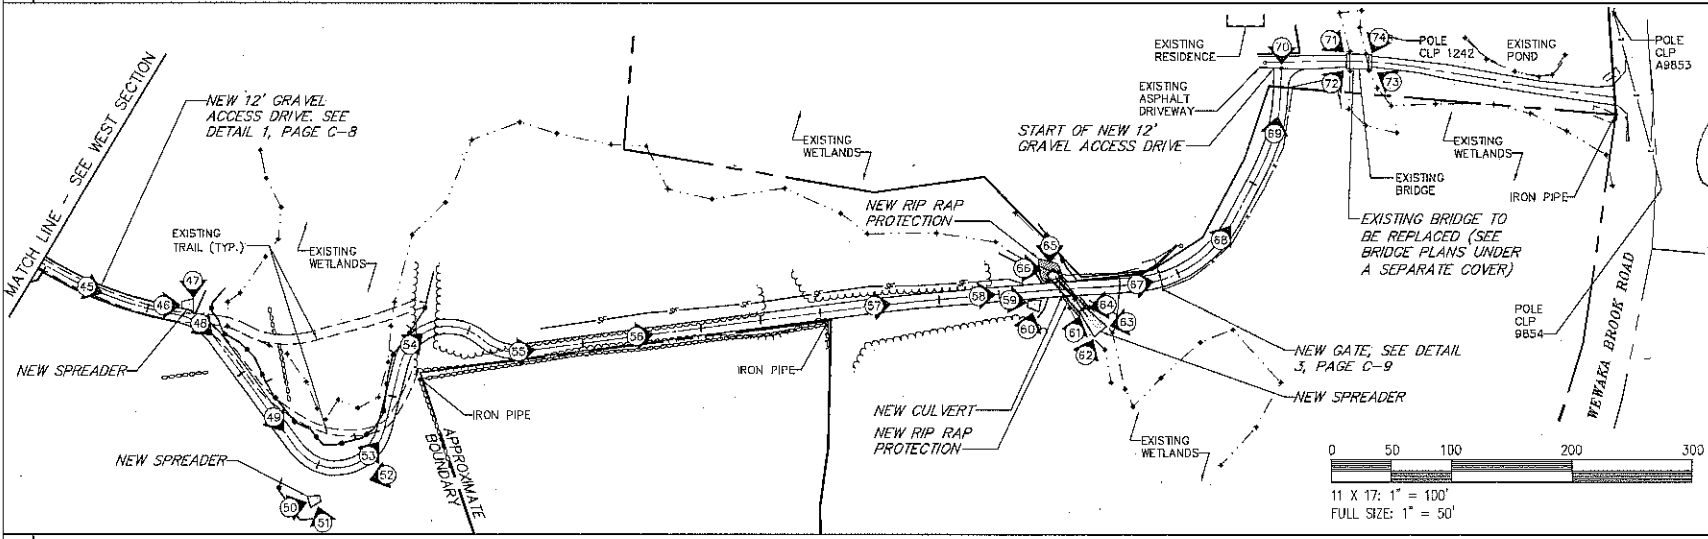 MATCH LINE - SEE WEST SECTION
NEW 12' GRAVEL
ACCESS DRIVE. SEE
DETAIL 1, PAGE C-8
EXISTING
TRAIL (TYP.)
EXISTING
WETLANDS
45
46
47
48
NEW SPREADER
49
NEW SPREADER
50
51
52
53
54
IRON PIPE
APPROXIMATE
BOUNDARY
55
SF
56
SF
57
SF
58
IRON PIPE
EXISTING
WETLANDS
NEW RIP RAP
PROTECTION
59
60
61
62
63
64
65
66
67
68
69
NEW CULVERT
NEW RIP RAP
PROTECTION
EXISTING
WETLANDS
NEW SPREADER
NEW GATE, SEE DETAIL
3, PAGE C-9
START OF NEW 12'
GRAVEL ACCESS DRIVE
EXISTING
RESIDENCE
EXISTING
ASPHALT
DRIVEWAY
70
71
72
73
74
POLE
CLP 1242
EXISTING
POND
POLE
CLP
A9853
EXISTING
WETLANDS
EXISTING
BRIDGE
IRON PIPE
EXISTING BRIDGE TO
BE REPLACED (SEE
BRIDGE PLANS UNDER
A SEPARATE COVER)
POLE
CLP
9854
WEWAKA BROOK ROAD
0 50 100 200 300
11 X 17: 1" = 100'
FULL SIZE: 1" = 50'